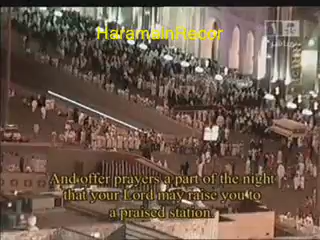 HaramainRecor
And offer prayers a part of the night
that your Lord may raise you to
a praised station.